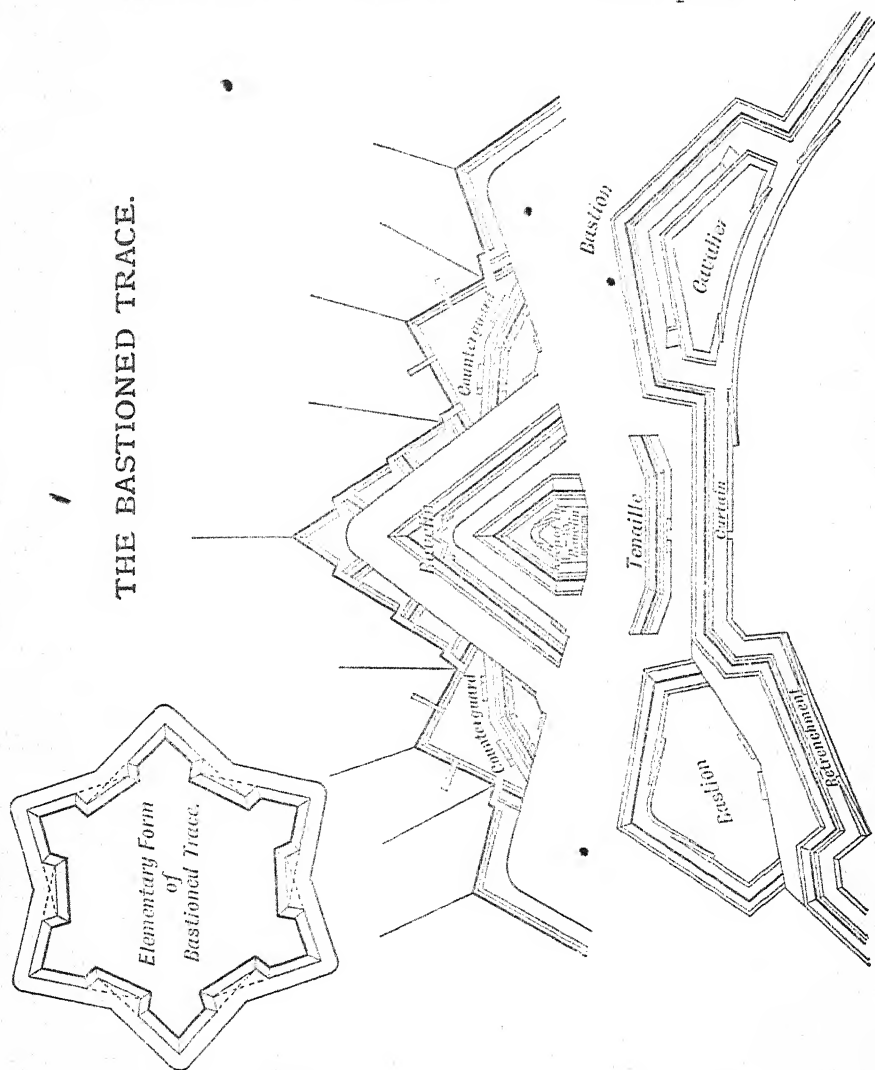 THE BASTIONED TRACE.
Elementary Form
of
Bastioned Trace.
Counterguard
Ravelin
Counterguard
Tenaille
Curtain
Bastion
Cavalier
Bastion
Retrenchment